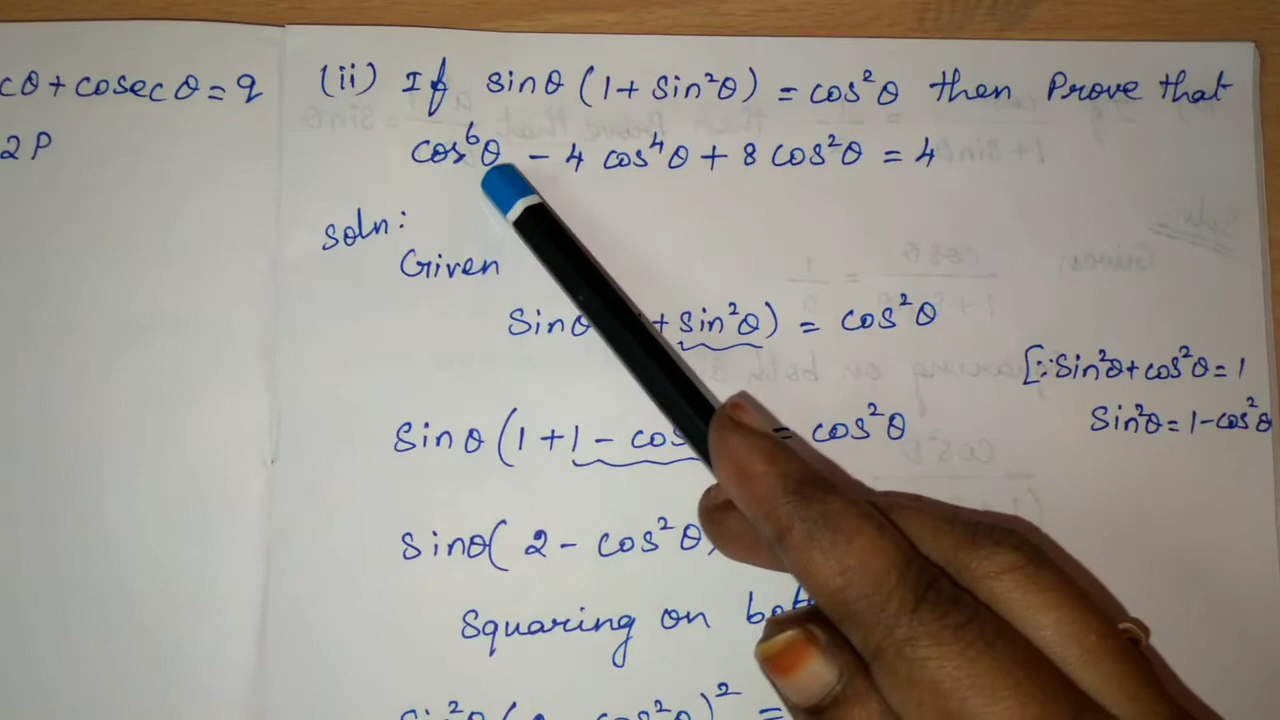 cθ + cosec θ = q
2P
(ii) If sinθ (1 + sin²θ) = cos²θ then Prove that
cos⁶θ - 4 cos⁴θ + 8 cos²θ = 4
Soln:
Given
Sinθ + sin²θ) = cos²θ
[∵ Sin²θ + cos²θ = 1
Sin²θ = 1 - cos²θ
Sinθ (1 + 1 - cos = cos²θ
Sinθ( 2 - cos²θ
Squaring on